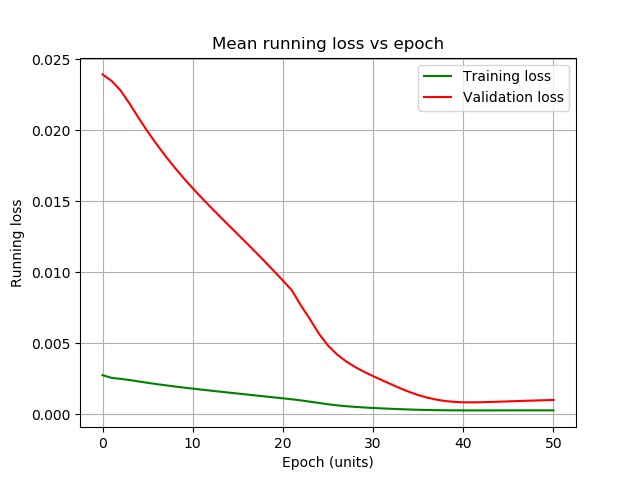 Mean running loss vs epoch
Training loss
Validation loss
0.025
0.020
0.015
0.010
0.005
0.000
Running loss
0 10 20 30 40 50
Epoch (units)